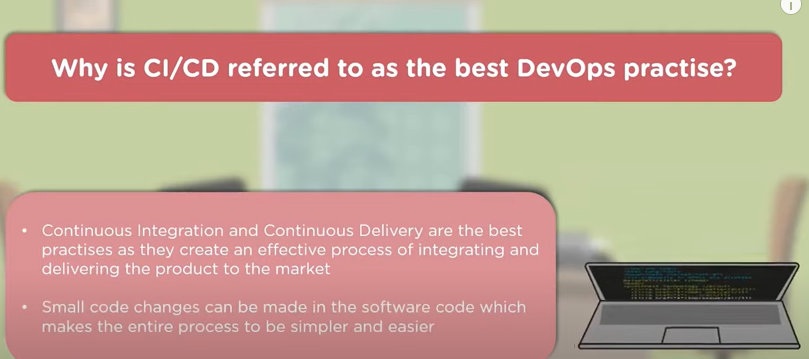 Why is CI/CD referred to as the best DevOps practise?
• Continuous Integration and Continuous Delivery are the best
practises as they create an effective process of integrating and
delivering the product to the market
• Small code changes can be made in the software code which
makes the entire process to be simpler and easier